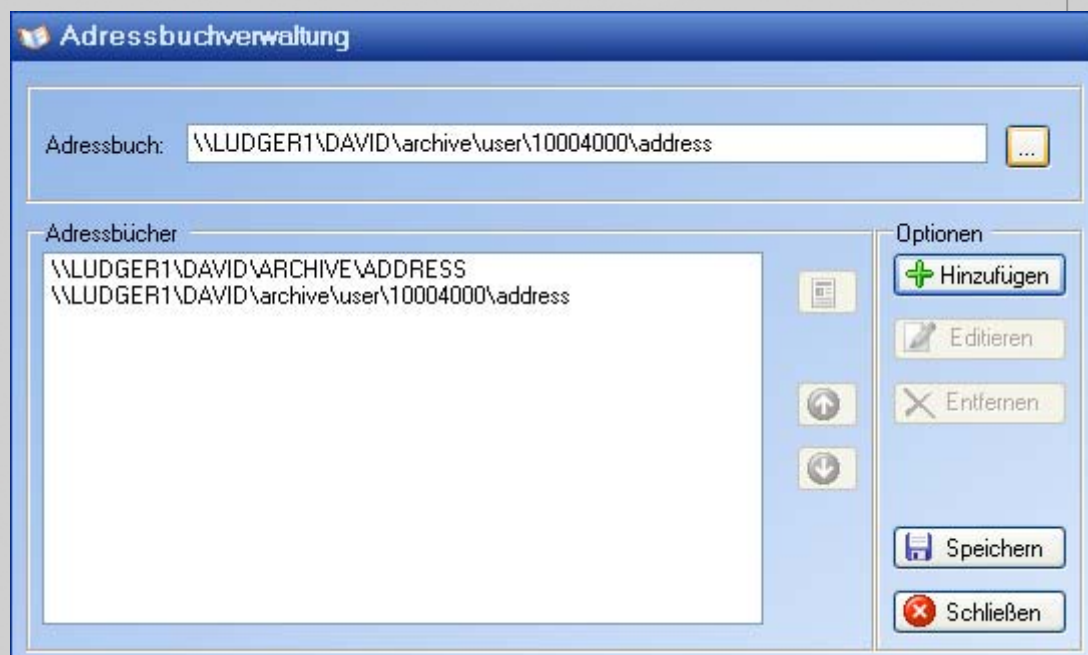 Adressbuchverwaltung
Adressbuch: \\LUDGER1\DAVID\archive\user\10004000\address ...
Adressbücher
\\LUDGER1\DAVID\ARCHIVE\ADDRESS
\\LUDGER1\DAVID\archive\user\10004000\address
Optionen
Hinzufügen
Editieren
Entfernen
Speichern
Schließen